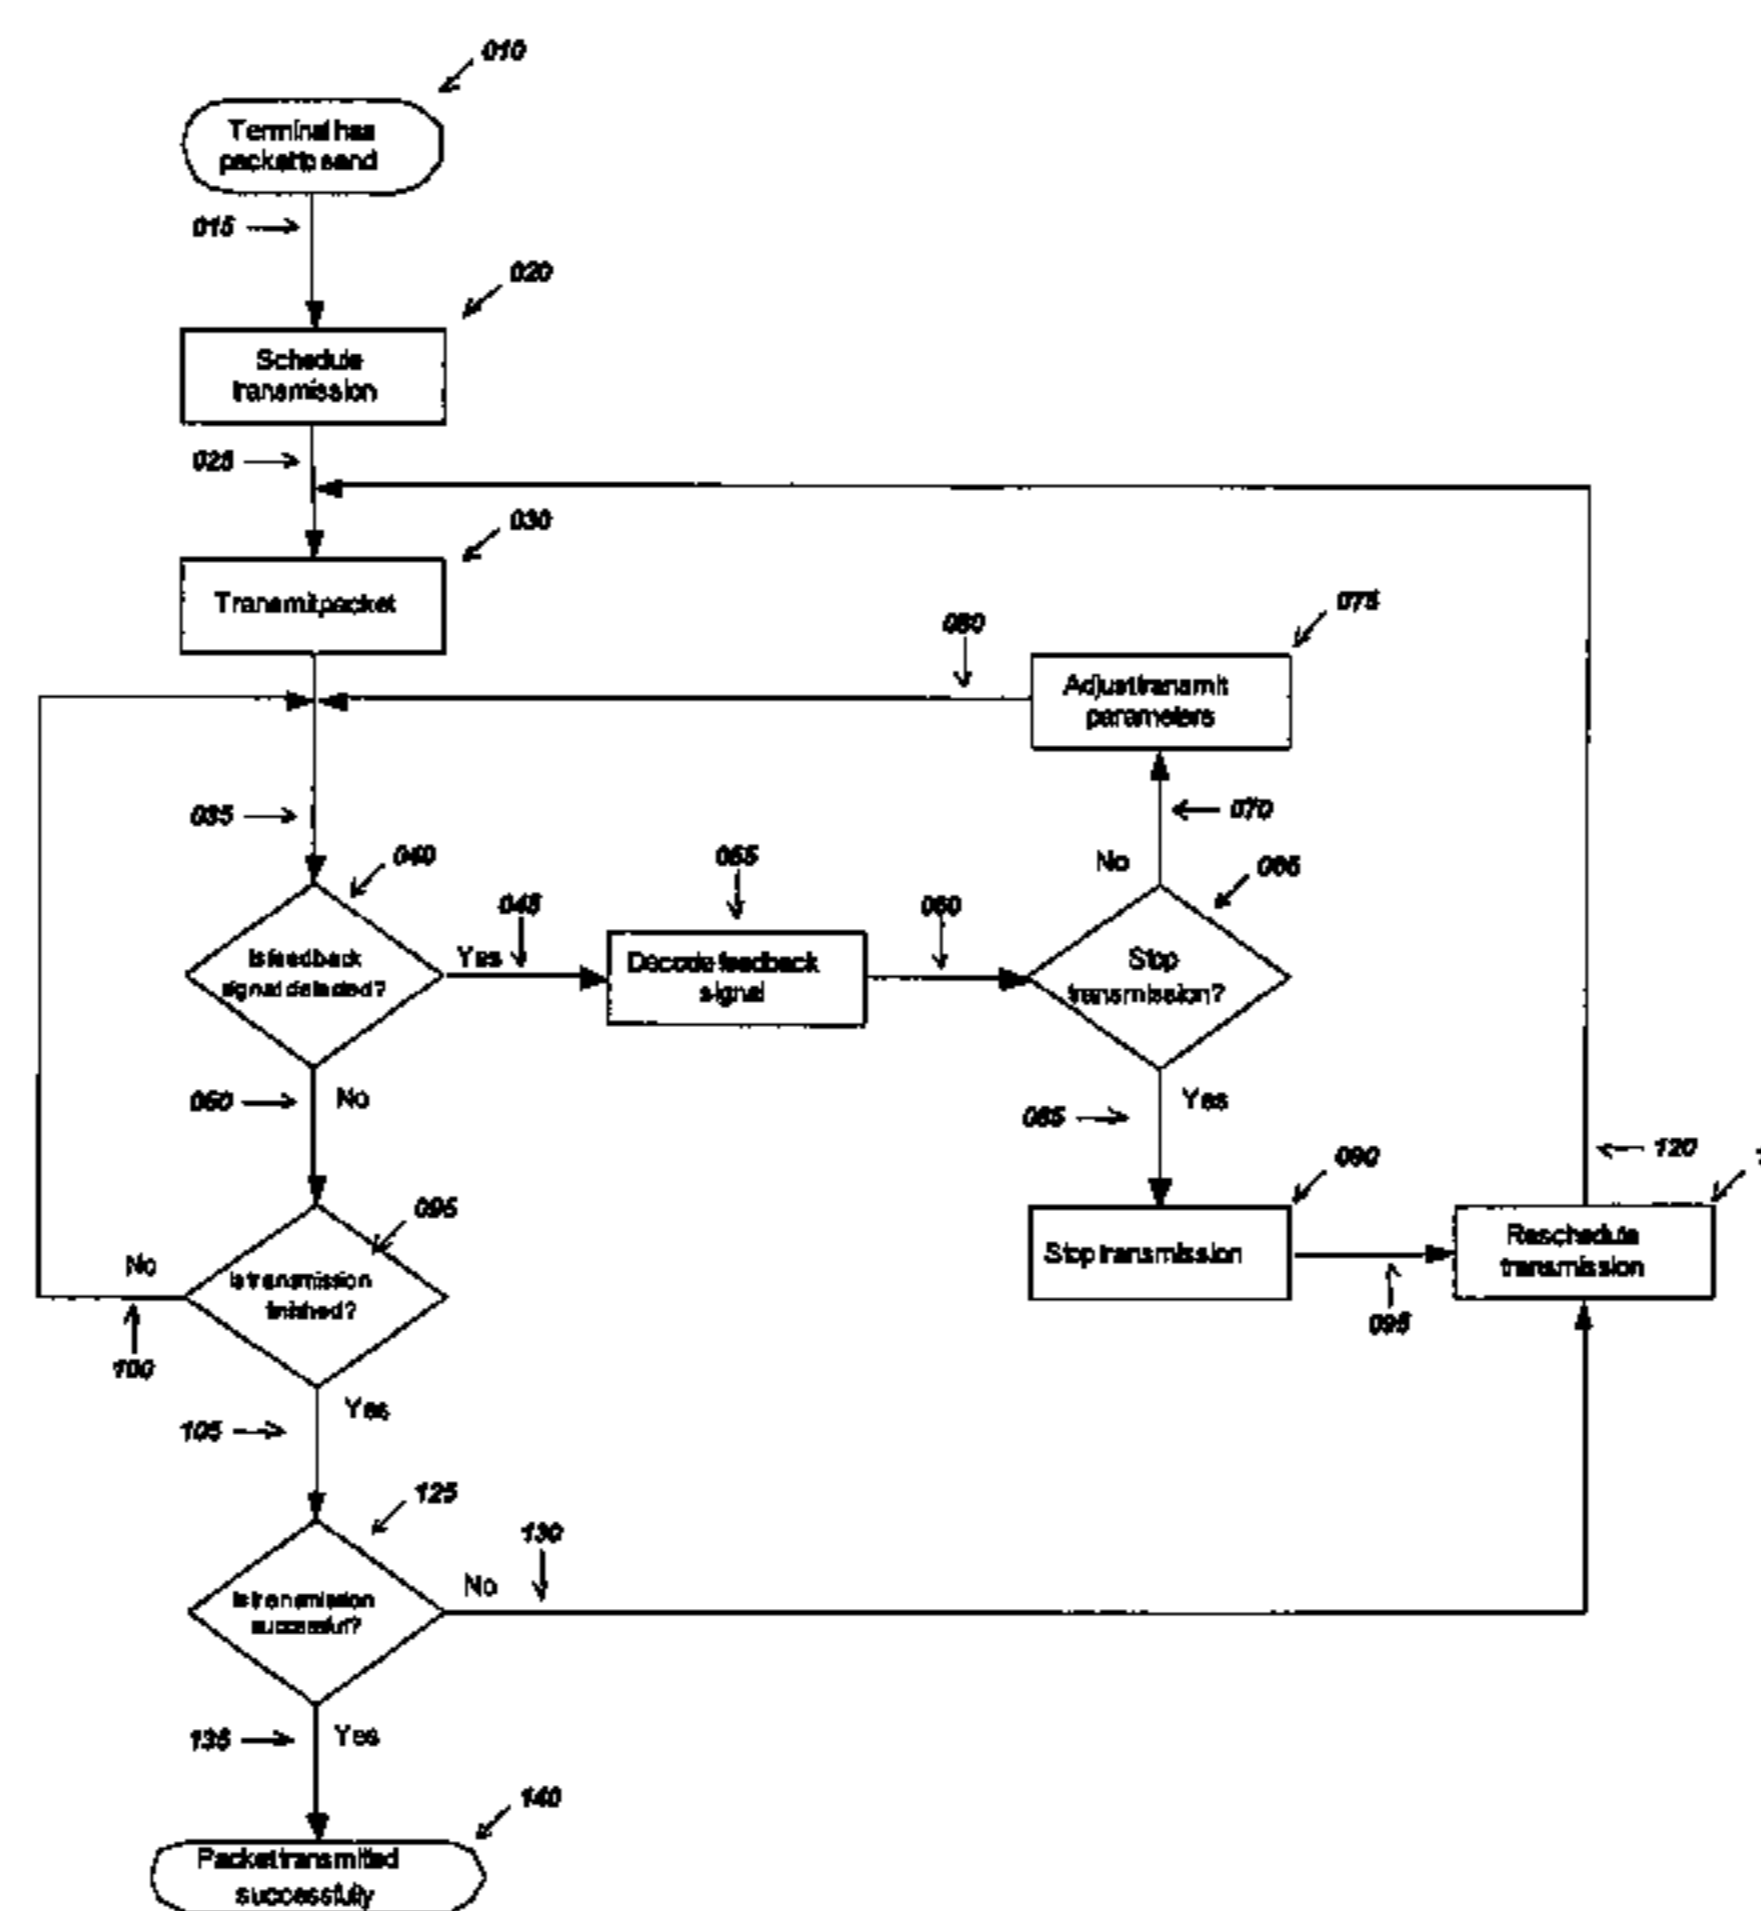 010
Terminal has
packet to send
015
020
Schedule
transmission
025
030
Transmit packet
075
080
Adjust transmit
parameters
035
070
040
055
No
065
045
060
Is feedback
signal detected?
Yes
Decode feedback
signal
Stop
transmission?
050
No
085
Yes
120
090
095
No
Is transmission
finished?
Stop transmission
Reschedule
transmission
095
100
Yes
105
125
130
No
Is transmission
successful?
135
Yes
140
Packet transmitted
successfully